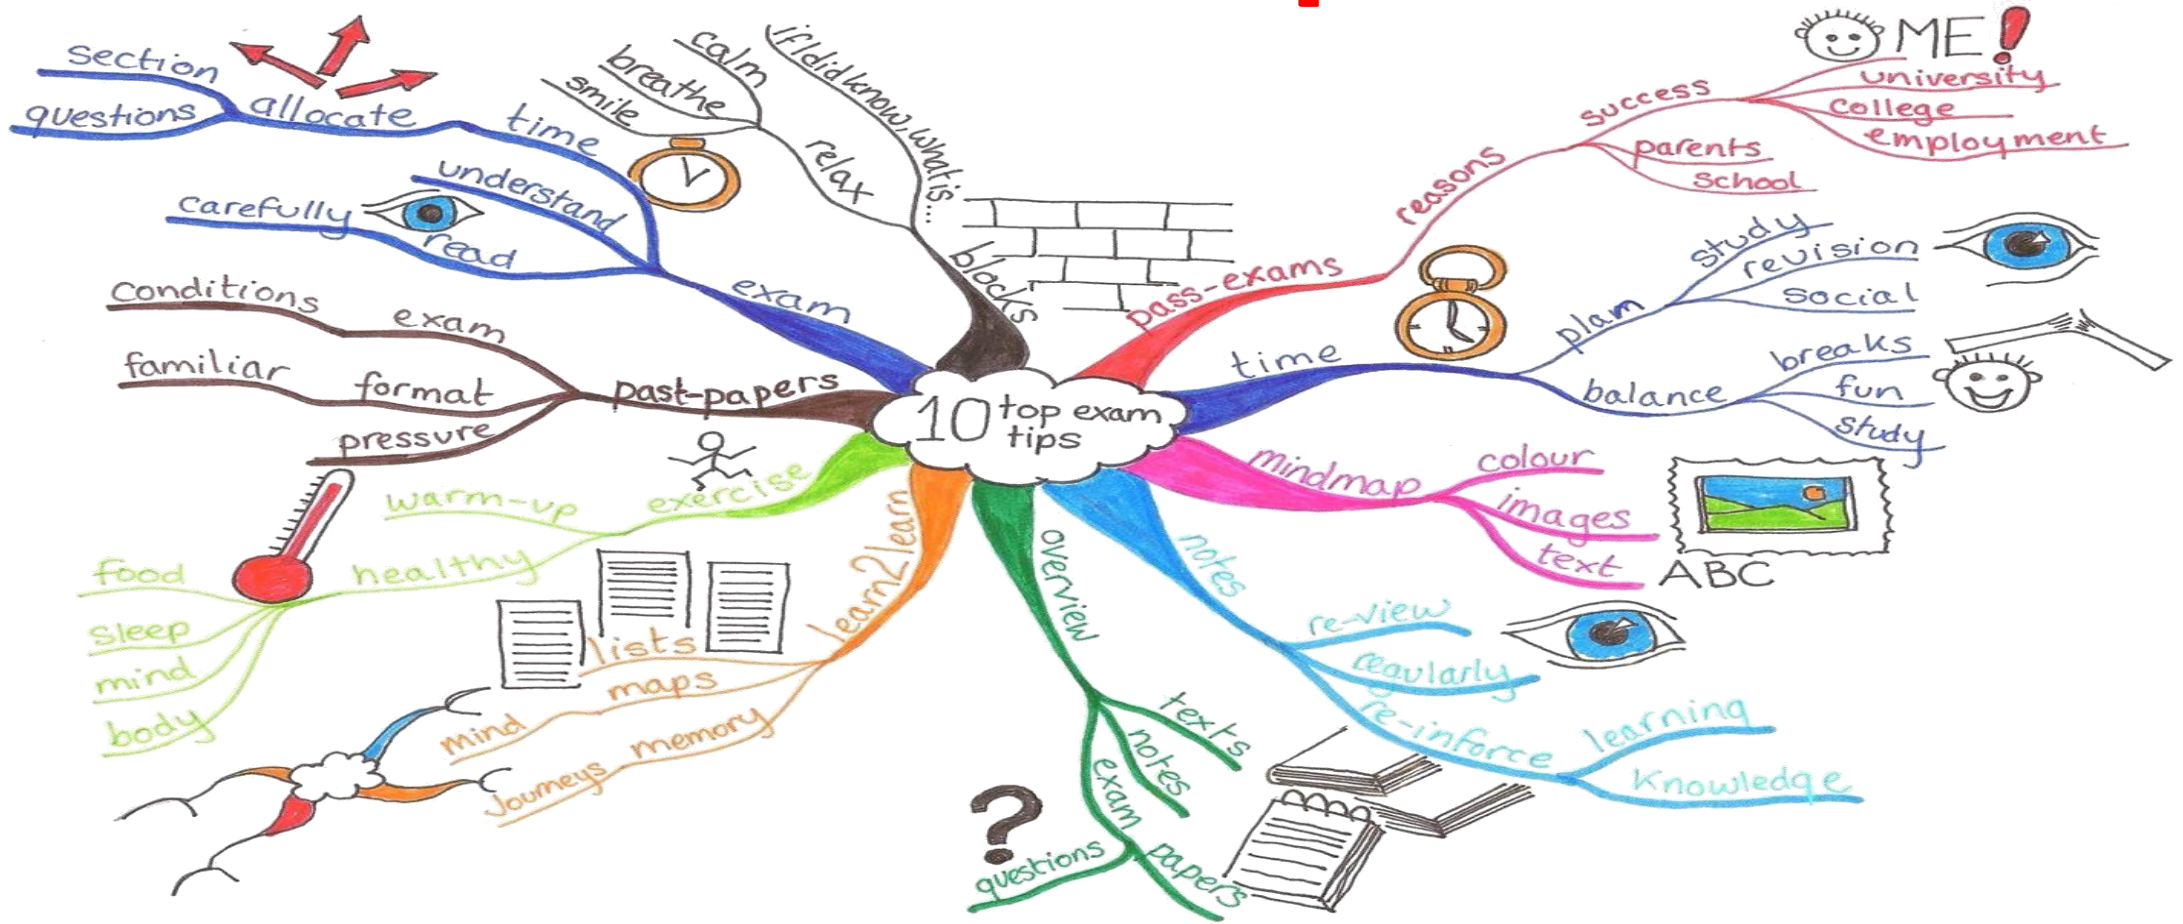 10 top exam
tips
pass-exams
reasons
success
ME!
university
college
employment
parents
school
time
plam
study
revision
social
balance
breaks
fun
study
mindmap
colour
images
text
ABC
notes
re-view
regularly
re-inforce
learning
knowledge
overview
texts
notes
exam
papers
questions
?
learn2learn
lists
maps
mind
memory
Journeys
exercise
warm-up
healthy
food
sleep
mind
body
past-papers
exam
conditions
format
familiar
pressure
exam
time
allocate
section
questions
understand
read
carefully
blocks
relax
calm
breathe
smile
if I did know, what is...